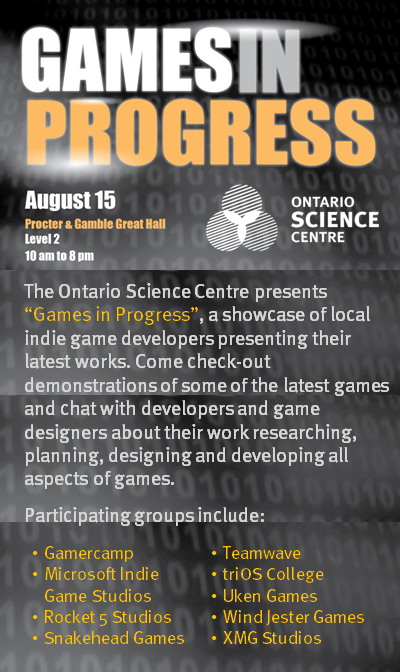 GAMES IN
PROGRESS
August 15
Procter & Gamble Great Hall
Level 2
10 am to 8 pm
ONTARIO
SCIENCE
CENTRE
The Ontario Science Centre presents
“Games in Progress”, a showcase of local
indie game developers presenting their
latest works. Come check-out
demonstrations of some of the latest games
and chat with developers and game
designers about their work researching,
planning, designing and developing all
aspects of games.
Participating groups include:
• Gamercamp
• Microsoft Indie
Game Studios
• Rocket 5 Studios
• Snakehead Games
• Teamwave
• triOS College
• Uken Games
• Wind Jester Games
• XMG Studios